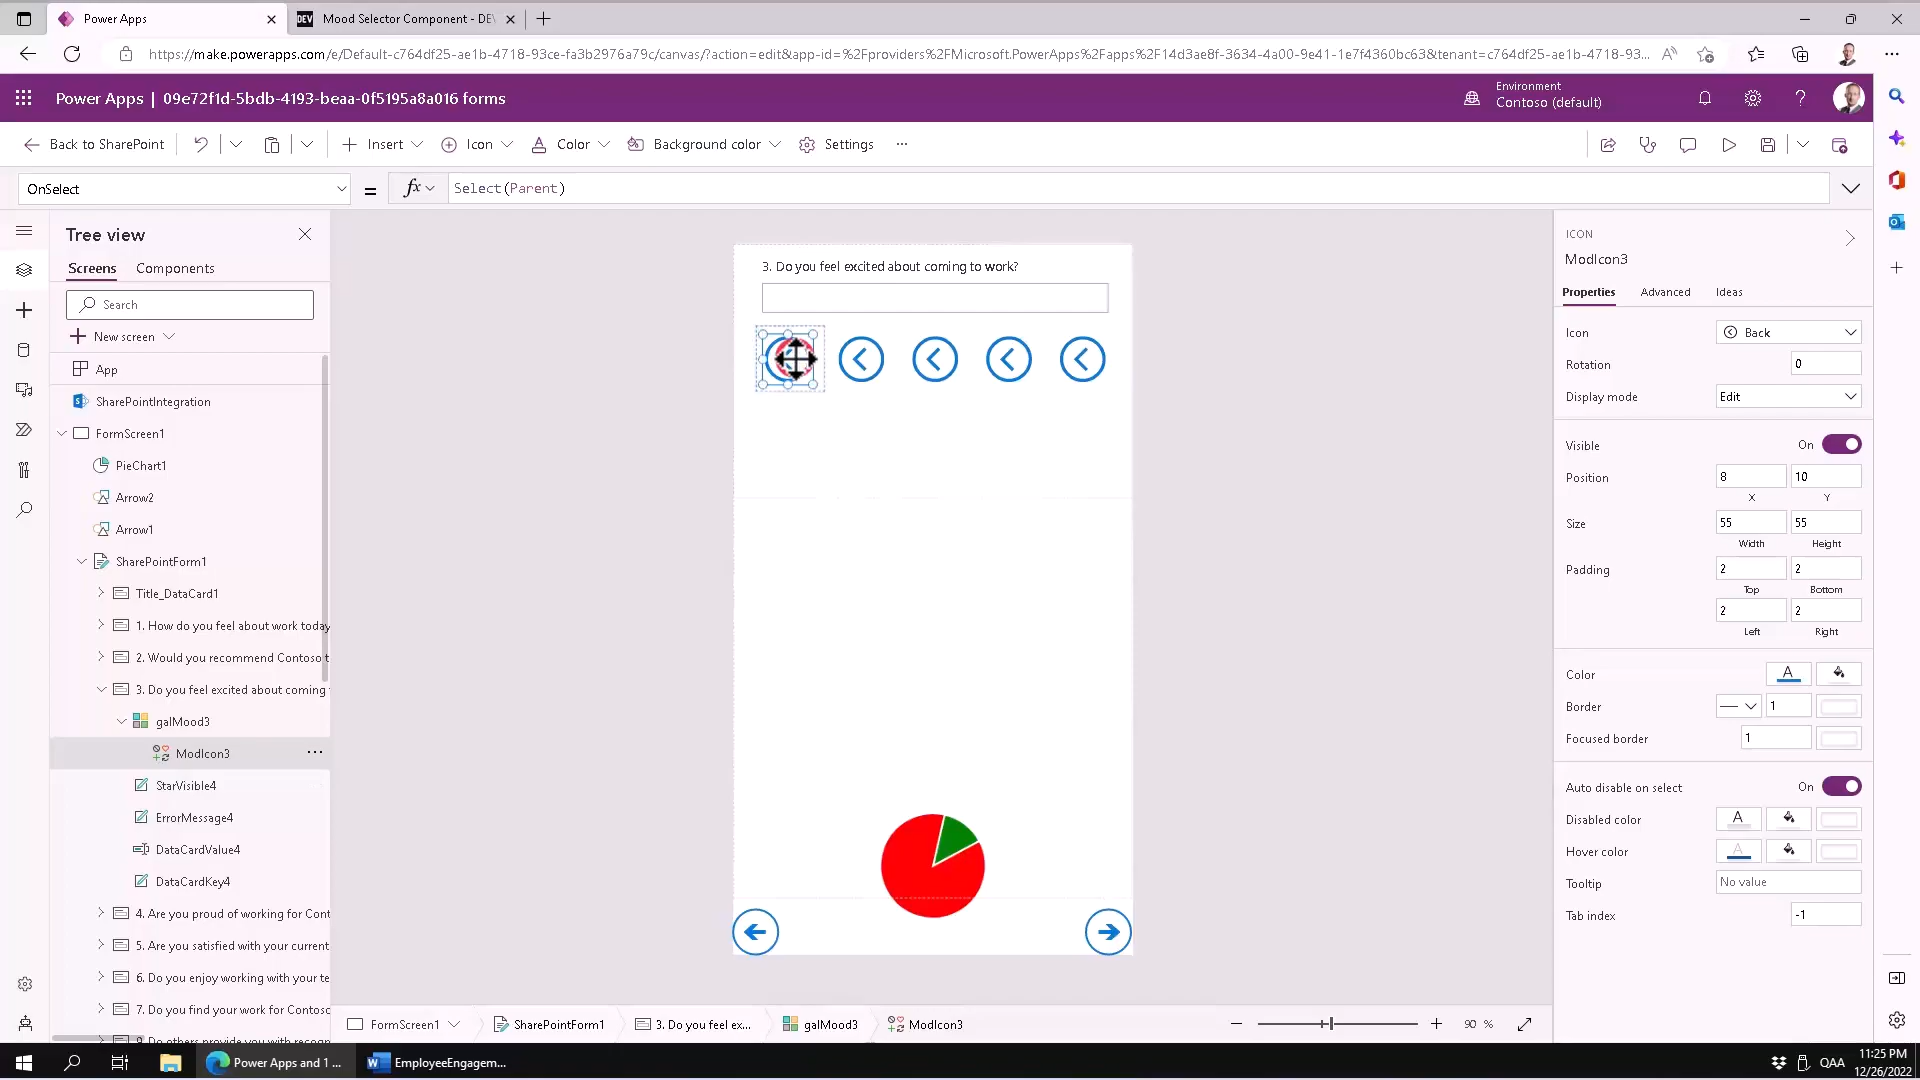 Power Apps
DEV Mood Selector Component - DEV
https://make.powerapps.com/e/Default-c764df25-ae1b-4718-93ce-fa3b2976a79c/canvas/?action=edit&app-id=%2Fproviders%2FMicrosoft.PowerApps%2Fapps%2F14d3ae8f-3634-4a00-9e41-1e7f4360bc63&tenant=c764df25-ae1b-4718-93...
Power Apps | 09e72f1d-5bdb-4193-beaa-0f5195a8a016 forms
Environment
Contoso (default)
Back to SharePoint
Insert
Icon
Color
Background color
Settings
OnSelect
=
fx
Select(Parent)
Tree view
Screens
Components
Search
New screen
App
SharePointIntegration
FormScreen1
PieChart1
Arrow2
Arrow1
SharePointForm1
Title_DataCard1
1. How do you feel about work today
2. Would you recommend Contoso t
3. Do you feel excited about coming
galMood3
ModIcon3
StarVisible4
ErrorMessage4
DataCardValue4
DataCardKey4
4. Are you proud of working for Cont
5. Are you satisfied with your current
6. Do you enjoy working with your te
7. Do you find your work for Contoso
3. Do you feel excited about coming to work?
FormScreen1
SharePointForm1
3. Do you feel ex...
galMood3
ModIcon3
90 %
ICON
ModIcon3
Properties
Advanced
Ideas
Icon
Back
Rotation
0
Display mode
Edit
Visible
On
Position
8
10
X
Y
Size
55
55
Width
Height
Padding
2
2
Top
Bottom
2
2
Left
Right
Color
Border
1
Focused border
1
Auto disable on select
On
Disabled color
Hover color
Tooltip
No value
Tab index
-1
Power Apps and 1 ...
EmployeeEngagem...
QAA
11:25 PM
12/26/2022